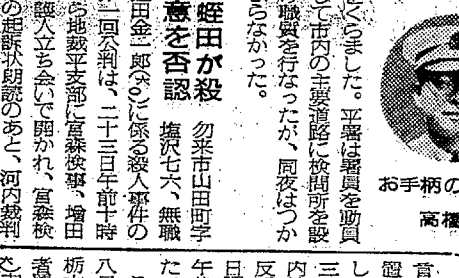 くらました。平署は署員を動員
て市内の主要道路に検問所を設
職質を行なったが、同夜はつか
らなかった。
お手柄の
高橋
蛭田が殺
意を否認
勿来市山田町字
塩沢七六、無職
田金一郎に係る殺人事件の
二回公判は、二十三日午前十時
ら地裁平支部に宮森検事、増田
護人立ち会いで開かれ、宮森検
の起訴状朗読のあと、河内裁判